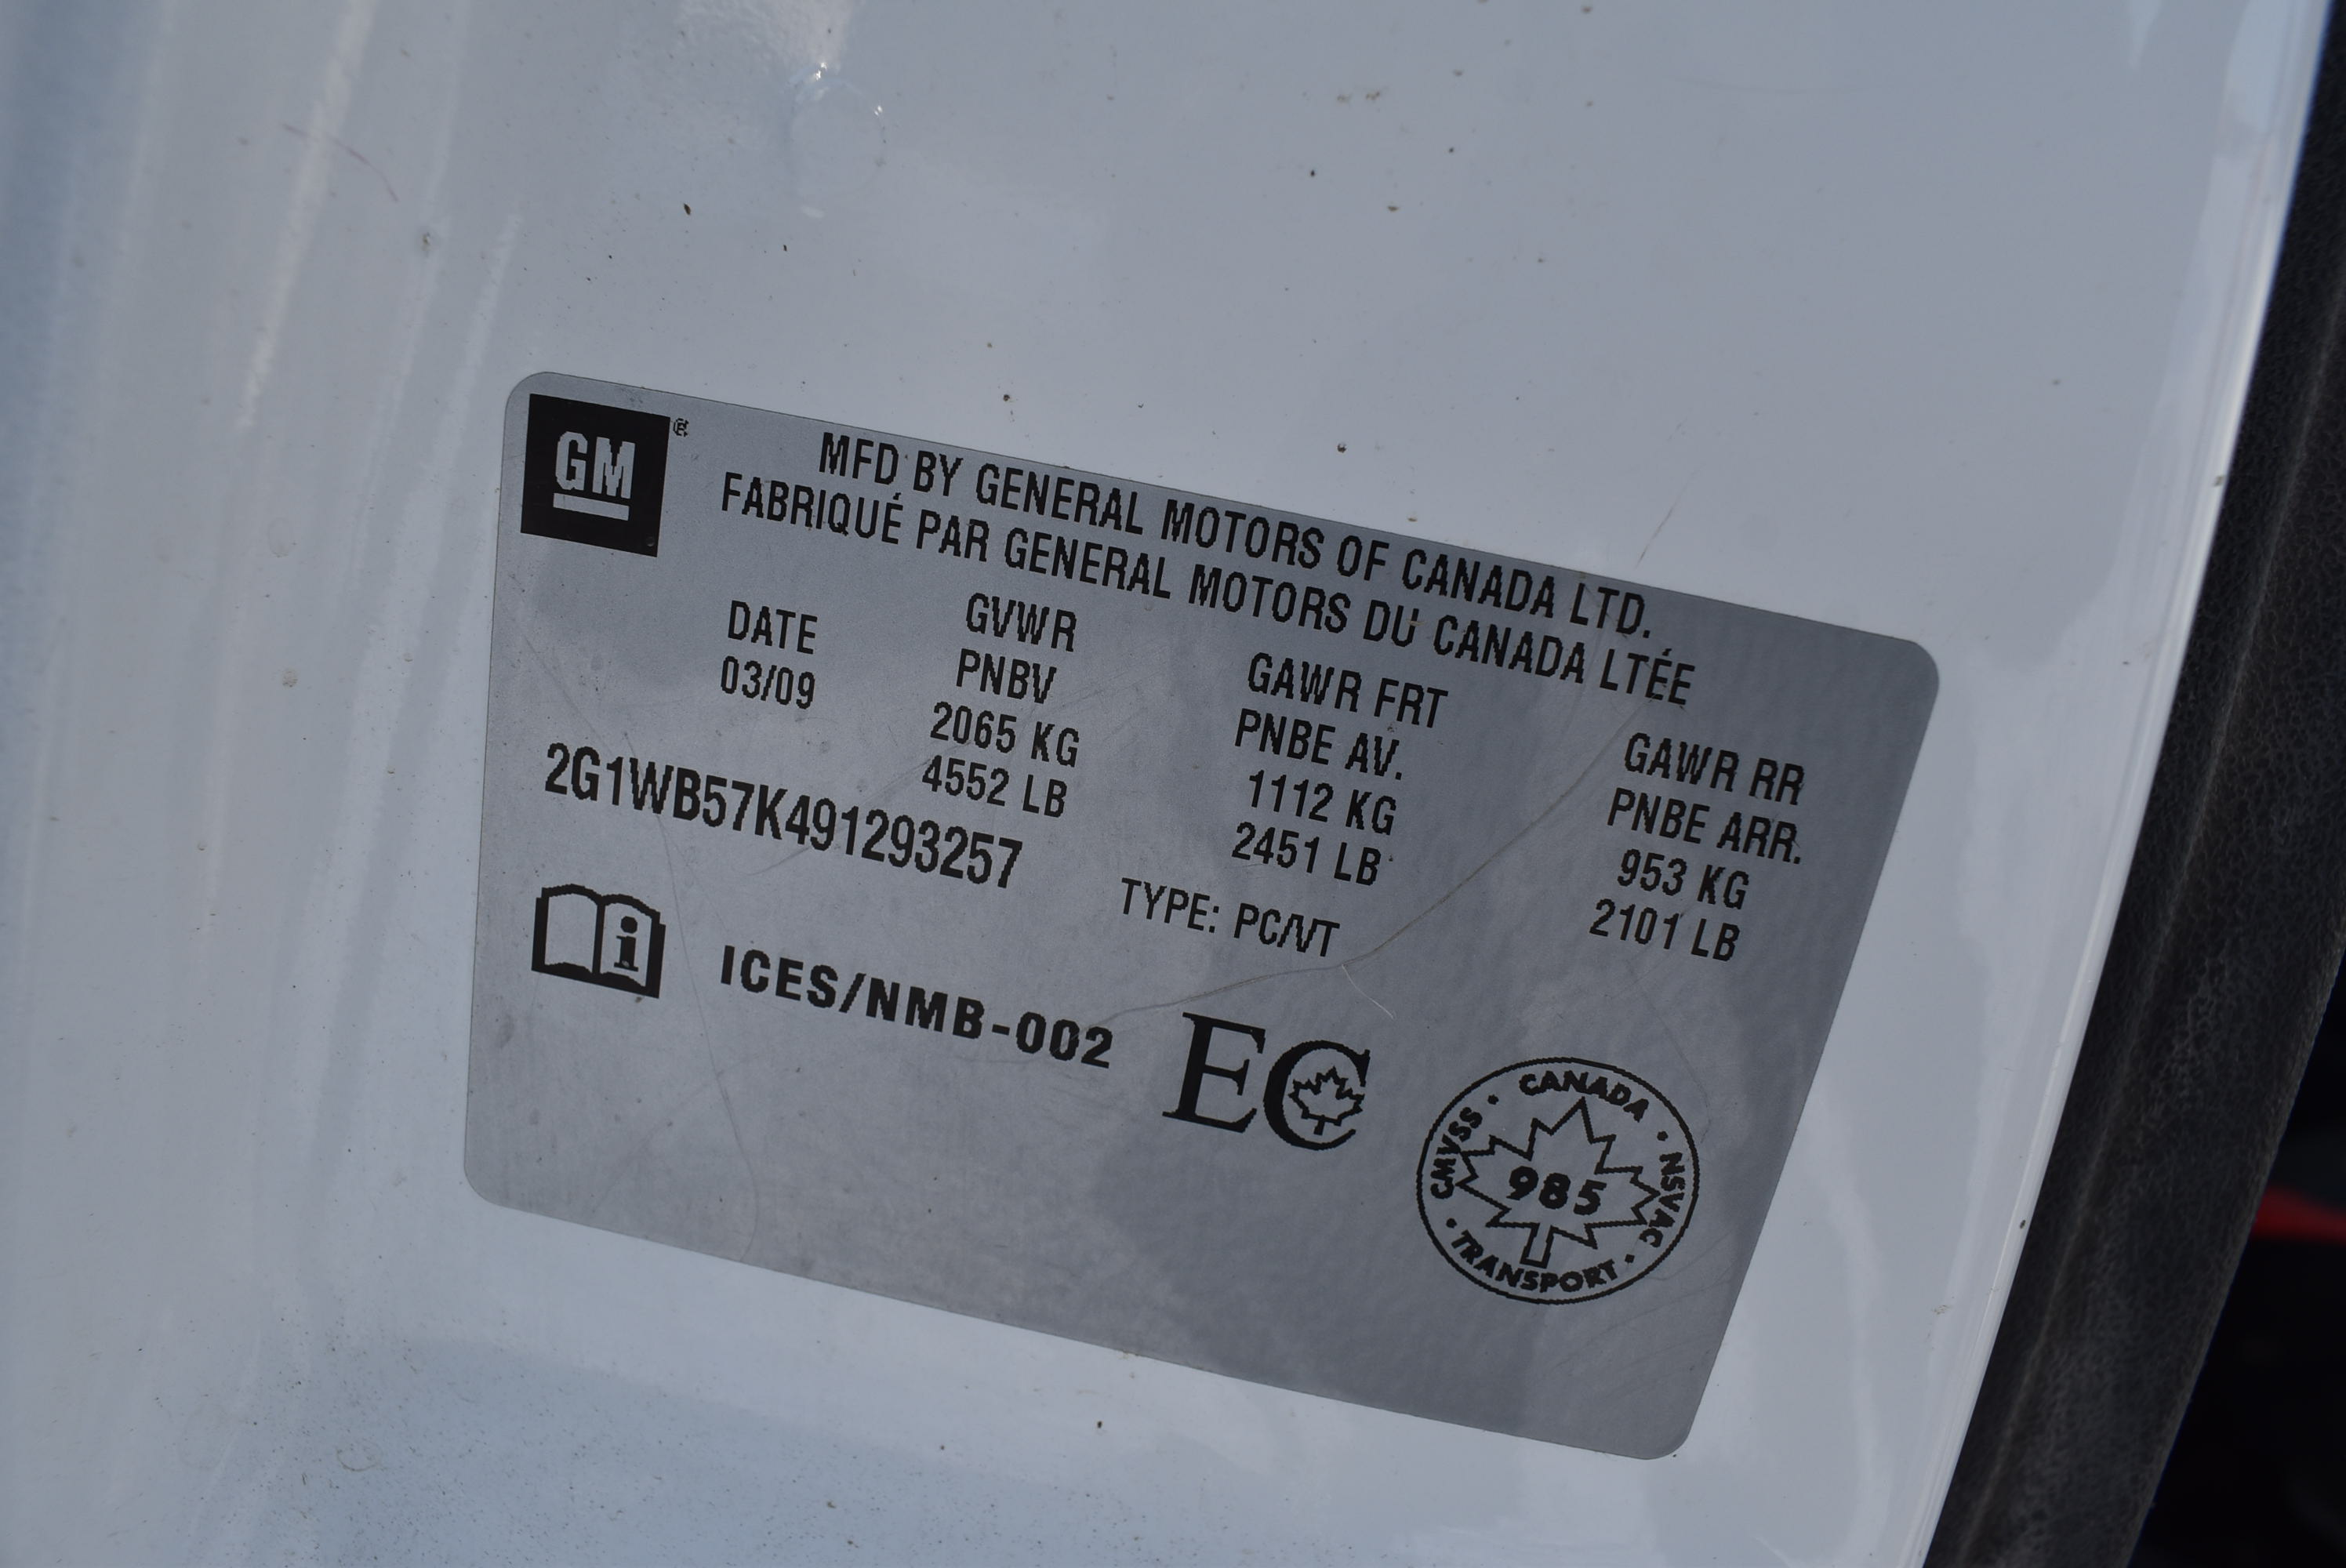 GM
MFD BY GENERAL MOTORS OF CANADA LTD.
FABRIQUÉ PAR GENERAL MOTORS DU CANADA LTÉE
DATE GVWR GAWR FRT GAWR RR
03/09 PNBV PNBE AV. PNBE ARR.
2065 KG 1112 KG 953 KG
4552 LB 2451 LB 2101 LB
2G1WB57K491293257 TYPE: PC/VT
ICES/NMB-002 EC
CANADA • NSVAC • TRANSPORT • CMVSS •
985